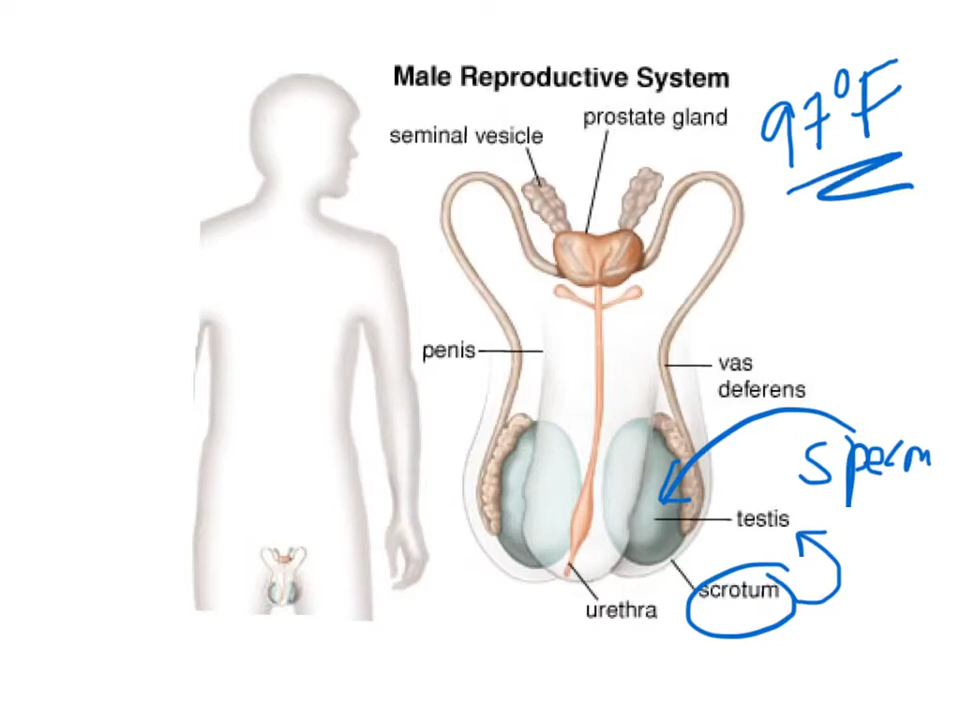 Male Reproductive System
97°F
prostate gland
seminal vesicle
penis
vas
deferens
sperm
testis
scrotum
urethra